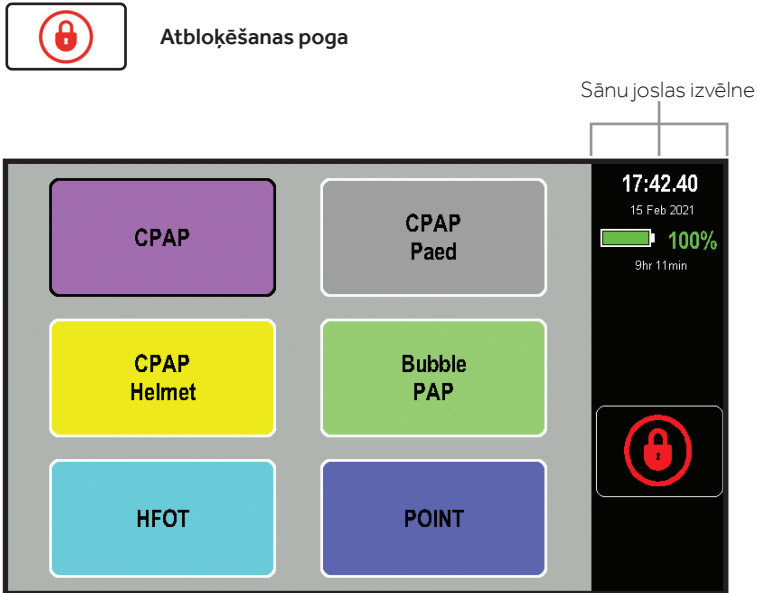 Atbloķēšanas poga
Sānu joslas izvēlne
CPAP
CPAP
Paed
CPAP
Helmet
Bubble
PAP
HFOT
POINT
17:42.40
15 Feb 2021
100%
9hr 11min